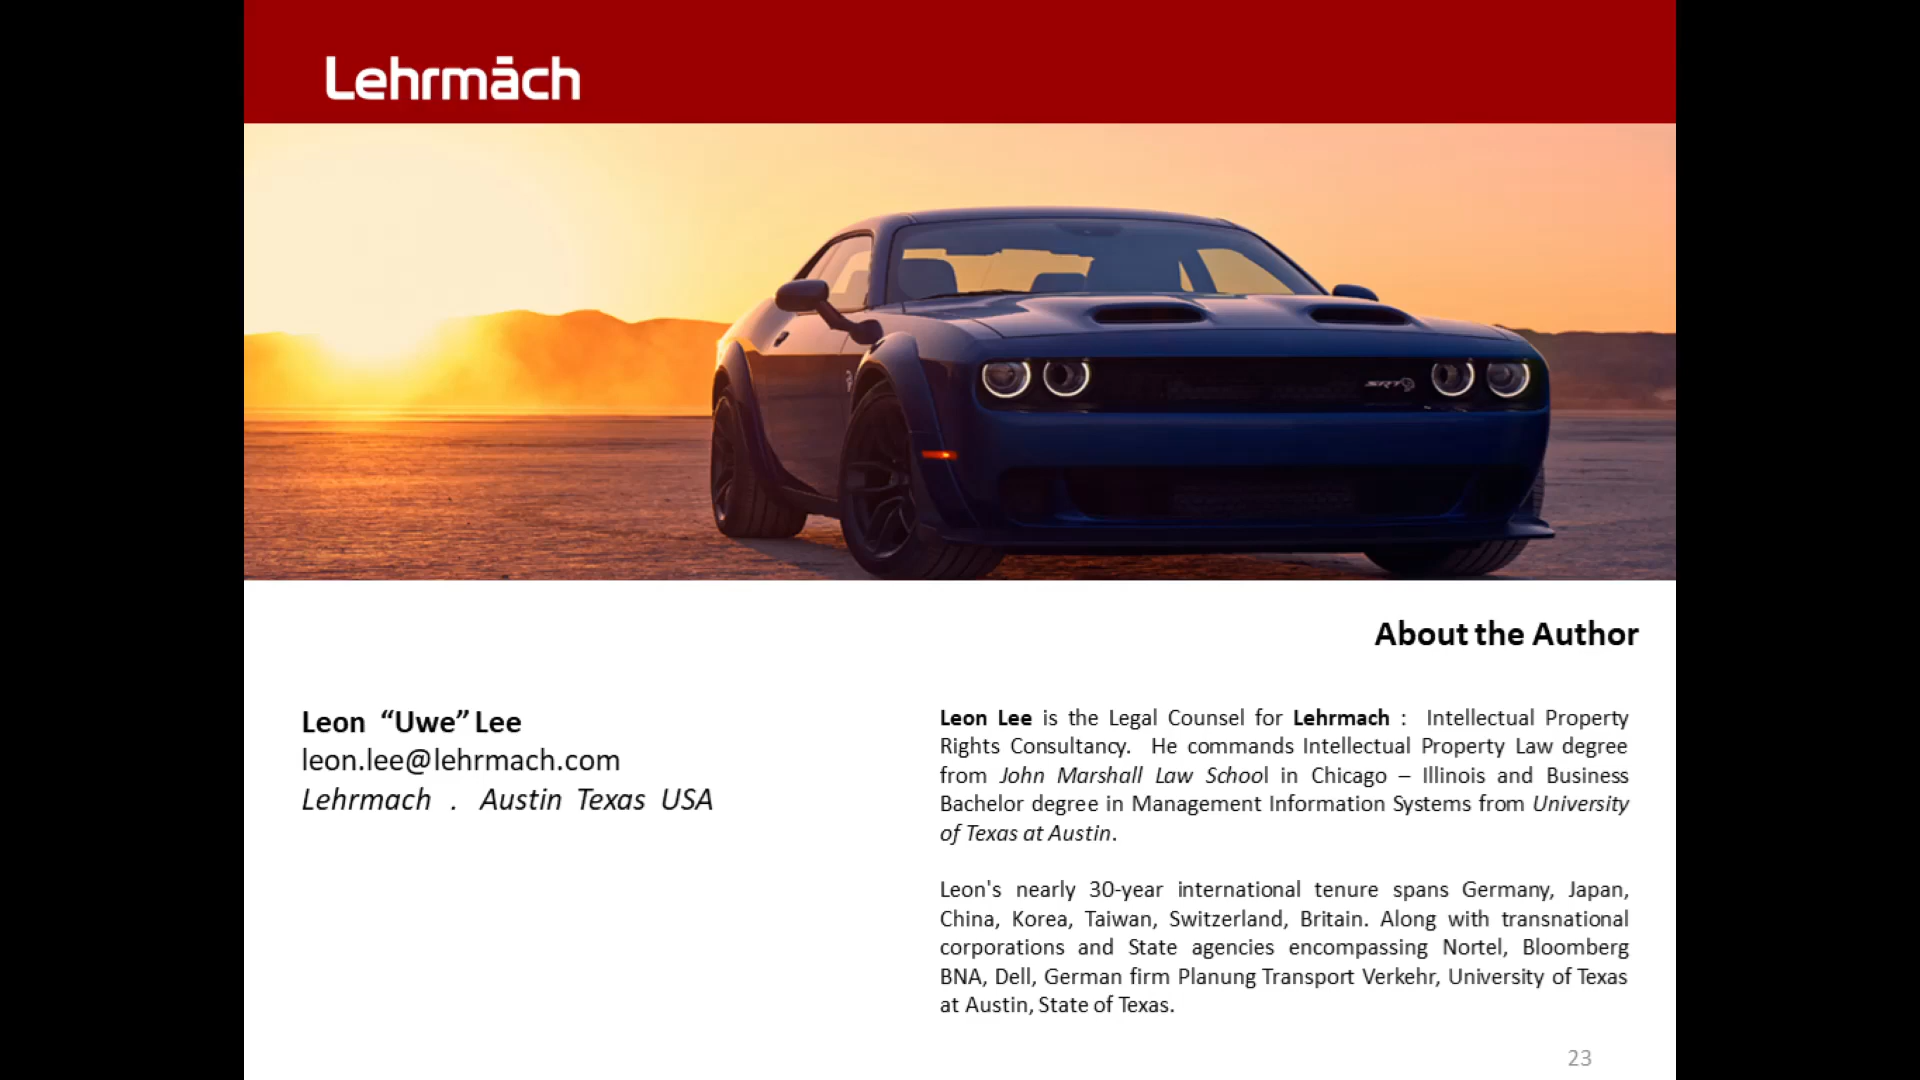 Lehrmāch
SRT
About the Author
Leon “Uwe” Lee
leon.lee@lehrmach.com
Lehrmach . Austin Texas USA
Leon Lee is the Legal Counsel for Lehrmach : Intellectual Property
Rights Consultancy. He commands Intellectual Property Law degree
from John Marshall Law School in Chicago – Illinois and Business
Bachelor degree in Management Information Systems from University
of Texas at Austin.
Leon's nearly 30-year international tenure spans Germany, Japan,
China, Korea, Taiwan, Switzerland, Britain. Along with transnational
corporations and State agencies encompassing Nortel, Bloomberg
BNA, Dell, German firm Planung Transport Verkehr, University of Texas
at Austin, State of Texas.
23